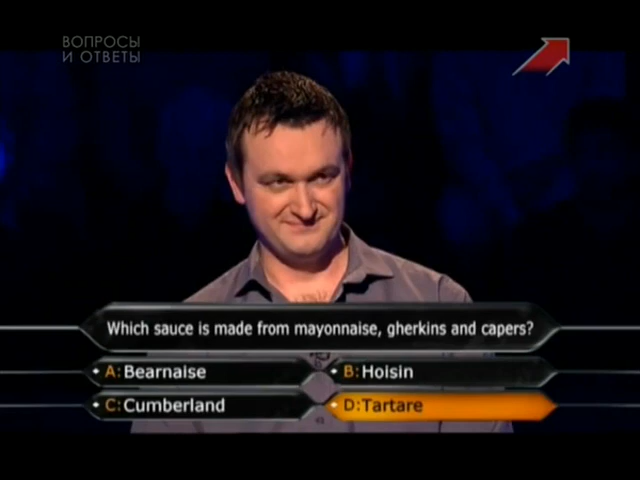 ВОПРОСЫ
И ОТВЕТЫ
Which sauce is made from mayonnaise, gherkins and capers?
A: Bearnaise
B: Hoisin
C: Cumberland
D: Tartare